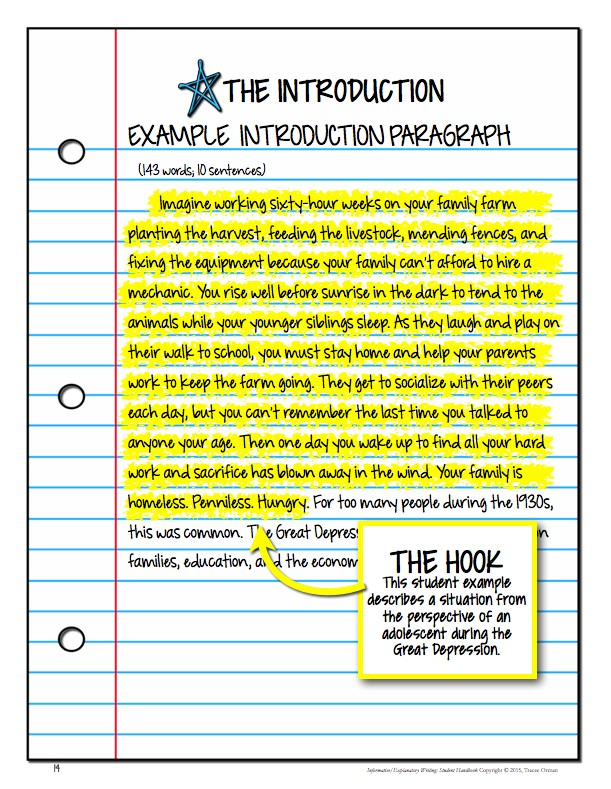 THE INTRODUCTION
EXAMPLE INTRODUCTION PARAGRAPH
(143 words; 10 sentences)
Imagine working sixty-hour weeks on your family farm
planting the harvest, feeding the livestock, mending fences, and
fixing the equipment because your family can't afford to hire a
mechanic. You rise well before sunrise in the dark to tend to the
animals while your younger siblings sleep. As they laugh and play on
their walk to school, you must stay home and help your parents
work to keep the farm going. They get to socialize with their peers
each day, but you can't remember the last time you talked to
anyone your age. Then one day you wake up to find all your hard
work and sacrifice has blown away in the wind. Your family is
homeless. Penniless. Hungry. For too many people during the 1930s,
this was common. The Great Depress
families, education, and the econom
THE HOOK
This student example
describes a situation from
the perspective of an
adolescent during the
Great Depression.
14
Informative/Explanatory Writing: Student Handbook Copyright © 2015, Tracee Orman